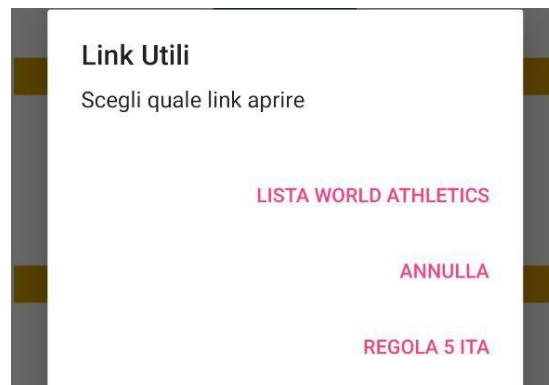 Link Utili
Scegli quale link aprire
LISTA WORLD ATHLETICS
ANNULLA
REGOLA 5 ITA